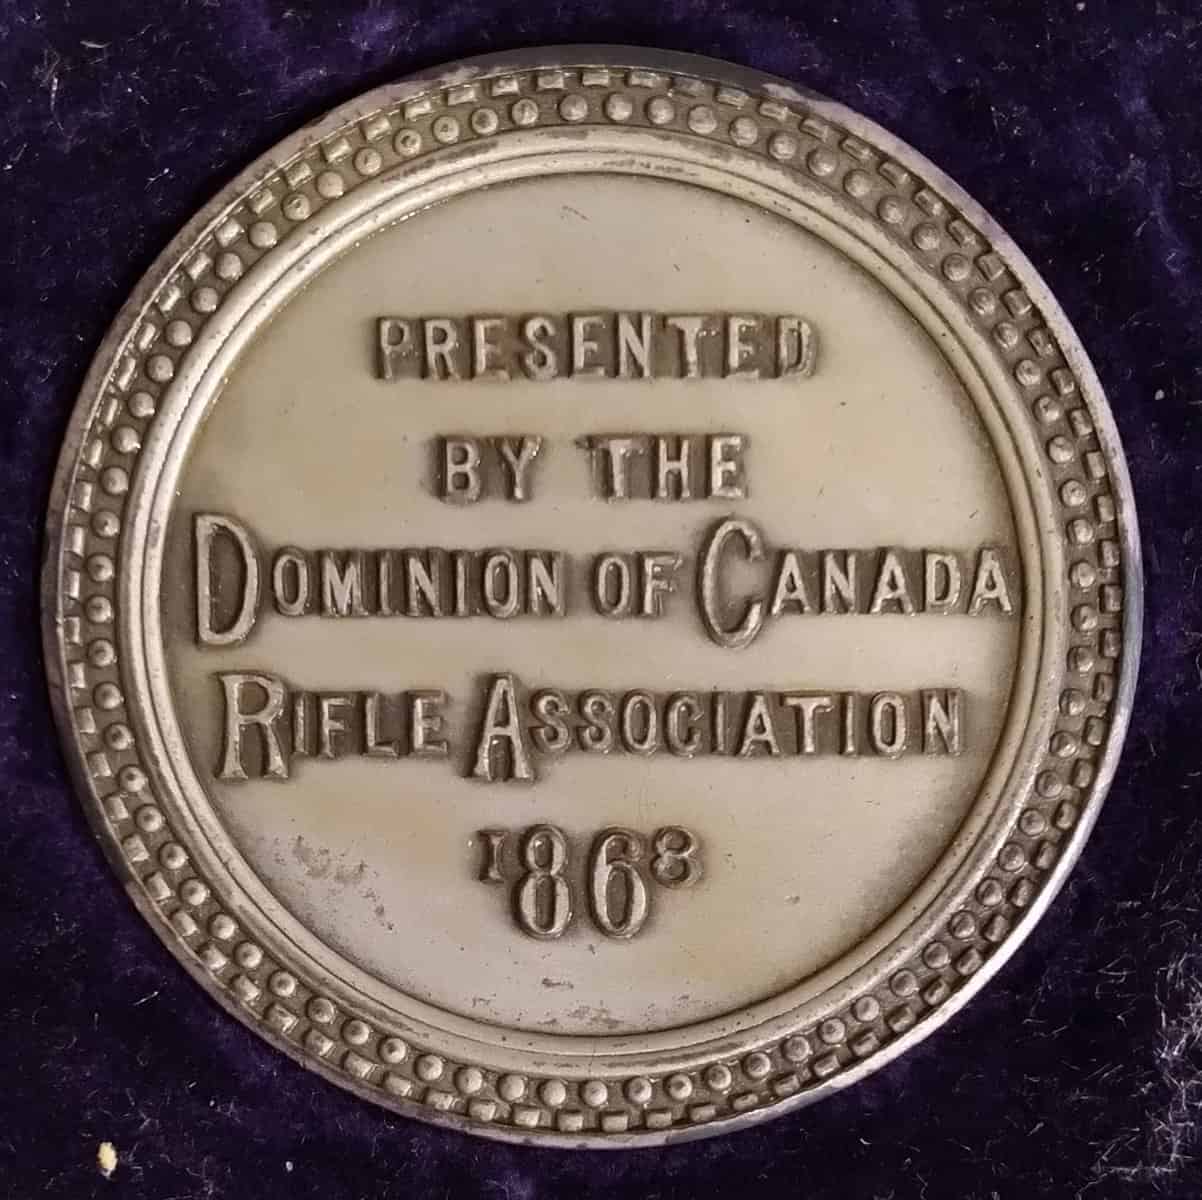 PRESENTED
BY THE
DOMINION OF CANADA
RIFLE ASSOCIATION
1868